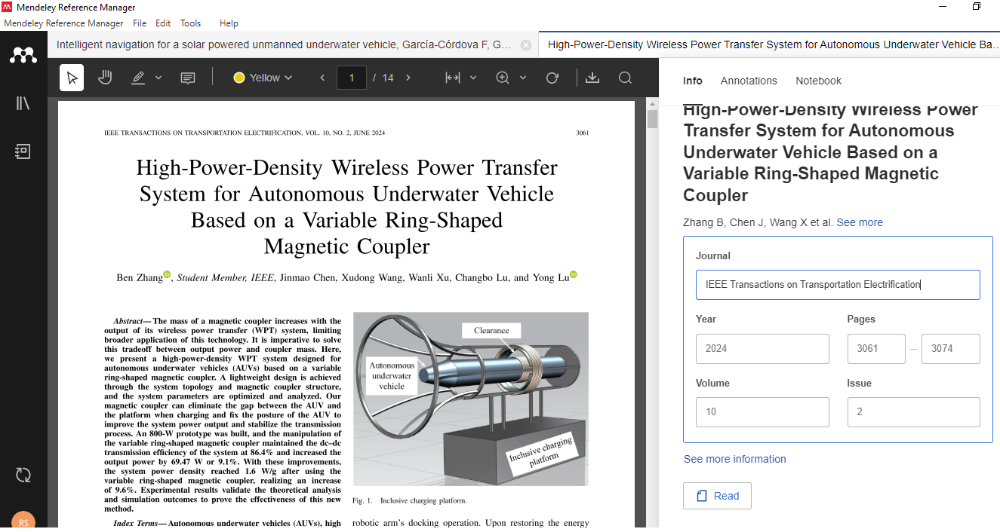 Mendeley Reference Manager
Mendeley Reference Manager File Edit Tools Help
Intelligent navigation for a solar powered unmanned underwater vehicle, García-Córdova F, G...
High-Power-Density Wireless Power Transfer System for Autonomous Underwater Vehicle Ba...
Yellow
1 / 14
IEEE TRANSACTIONS ON TRANSPORTATION ELECTRIFICATION, VOL. 10, NO. 2, JUNE 2024
3061
High-Power-Density Wireless Power Transfer
System for Autonomous Underwater Vehicle
Based on a Variable Ring-Shaped
Magnetic Coupler
Ben Zhang iD, Student Member, IEEE, Jinmao Chen, Xudong Wang, Wanli Xu, Changbo Lu, and Yong Lu iD
Abstract—The mass of a magnetic coupler increases with the
output of its wireless power transfer (WPT) system, limiting
broader application of this technology. It is imperative to solve
this tradeoff between output power and coupler mass. Here,
we present a high-power-density WPT system designed for
autonomous underwater vehicles (AUVs) based on a variable
ring-shaped magnetic coupler. A lightweight design is achieved
through the system topology and magnetic coupler structure,
and the system parameters are optimized and analyzed. Our
magnetic coupler can eliminate the gap between the AUV and
the platform when charging and fix the posture of the AUV to
improve the system power output and stabilize the transmission
process. An 800-W prototype was built, and the manipulation of
the variable ring-shaped magnetic coupler maintained the dc–dc
transmission efficiency of the system at 86.4% and increased the
output power by 69.47 W or 9.1%. With these improvements,
the system power density reached 1.6 W/g after using the
variable ring-shaped magnetic coupler, realizing an increase
of 9.6%. Experimental results validate the theoretical analysis
and simulation outcomes to prove the effectiveness of this new
method.
Index Terms—Autonomous underwater vehicles (AUVs), high
Clearance
Autonomous
underwater
vehicle
Inclusive charging
platform
Fig. 1. Inclusive charging platform.
robotic arm's docking operation. Upon restoring the energy
Info
Annotations
Notebook
High-Power-Density Wireless Power
Transfer System for Autonomous
Underwater Vehicle Based on a
Variable Ring-Shaped Magnetic
Coupler
Zhang B, Chen J, Wang X et al. See more
Journal
IEEE Transactions on Transportation Electrification
Year
Pages
2024
3061 – 3074
Volume
Issue
10
2
See more information
Read
RS